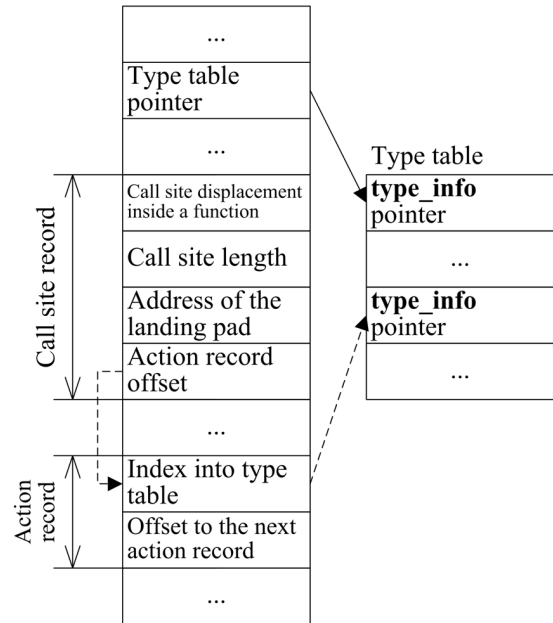 ...
Type table
pointer
...
Call site record
Call site displacement
inside a function
Call site length
Address of the
landing pad
Action record
offset
...
Action
record
Index into type
table
Offset to the next
action record
...
Type table
type_info
pointer
...
type_info
pointer
...